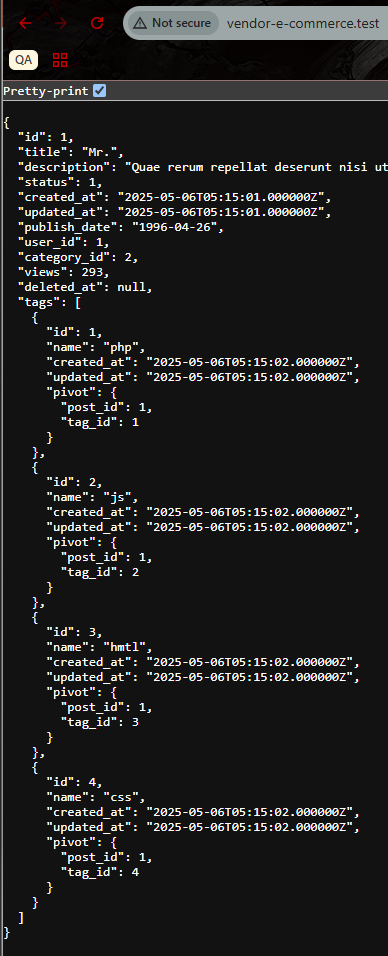 Not secure vendor-e-commerce.test
QA
Pretty-print
{
  "id": 1,
  "title": "Mr.",
  "description": "Quae rerum repellat deserunt nisi ut
  "status": 1,
  "created_at": "2025-05-06T05:15:01.000000Z",
  "updated_at": "2025-05-06T05:15:01.000000Z",
  "publish_date": "1996-04-26",
  "user_id": 1,
  "category_id": 2,
  "views": 293,
  "deleted_at": null,
  "tags": [
    {
      "id": 1,
      "name": "php",
      "created_at": "2025-05-06T05:15:02.000000Z",
      "updated_at": "2025-05-06T05:15:02.000000Z",
      "pivot": {
        "post_id": 1,
        "tag_id": 1
      }
    },
    {
      "id": 2,
      "name": "js",
      "created_at": "2025-05-06T05:15:02.000000Z",
      "updated_at": "2025-05-06T05:15:02.000000Z",
      "pivot": {
        "post_id": 1,
        "tag_id": 2
      }
    },
    {
      "id": 3,
      "name": "hmtl",
      "created_at": "2025-05-06T05:15:02.000000Z",
      "updated_at": "2025-05-06T05:15:02.000000Z",
      "pivot": {
        "post_id": 1,
        "tag_id": 3
      }
    },
    {
      "id": 4,
      "name": "css",
      "created_at": "2025-05-06T05:15:02.000000Z",
      "updated_at": "2025-05-06T05:15:02.000000Z",
      "pivot": {
        "post_id": 1,
        "tag_id": 4
      }
    }
  ]
}